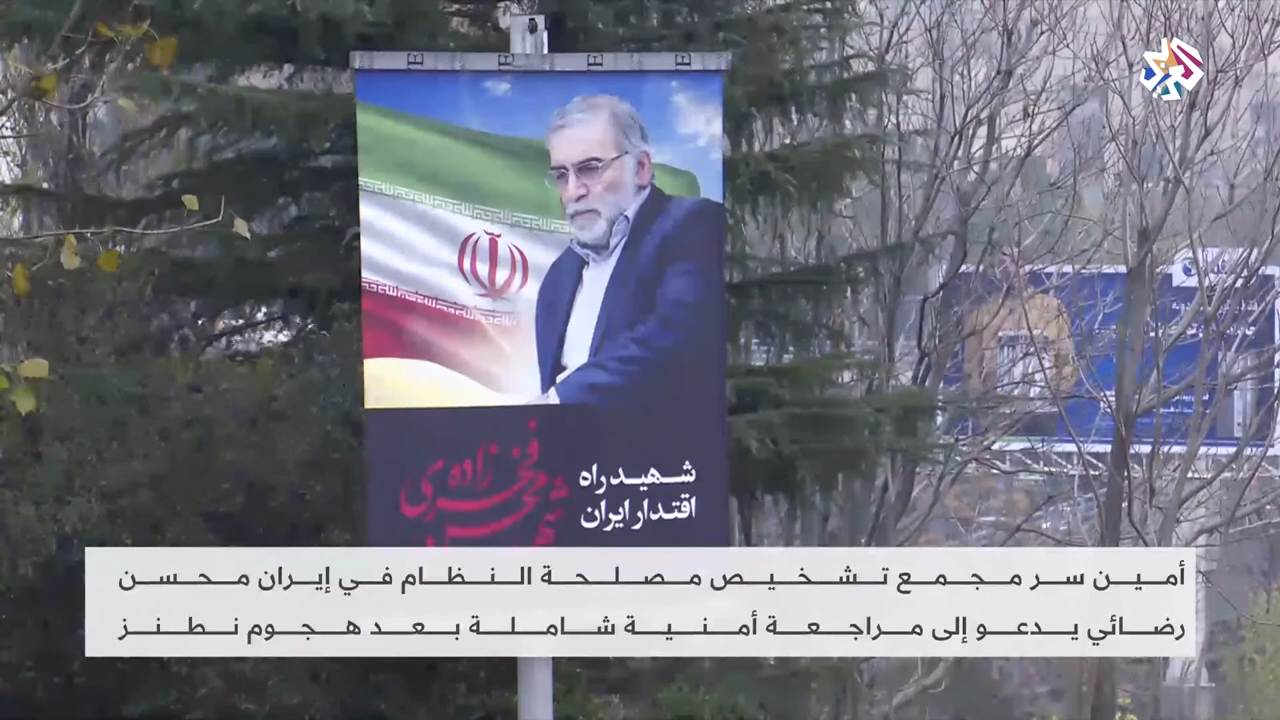 شهید راه
اقتدار ایران
فخری
زاده
أمين سر مجمع تشخيص مصلحة النظام في إيران محسن
رضائي يدعو إلى مراجعة أمنية شاملة بعد هجوم نطنز